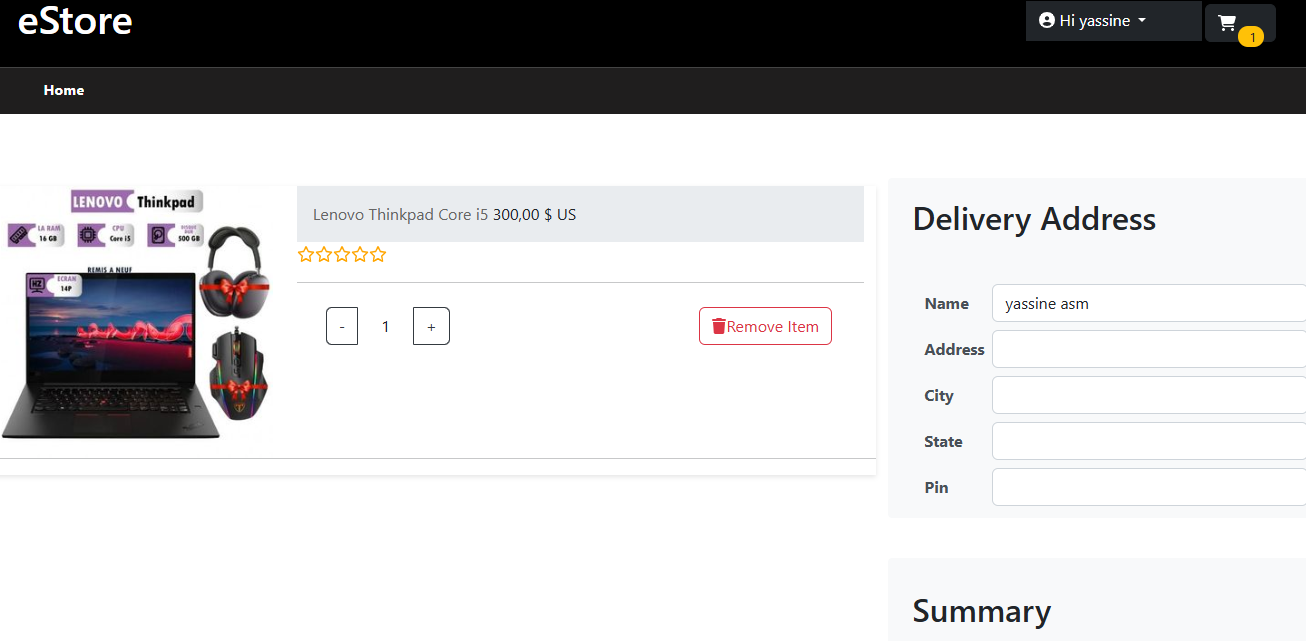 eStore
Hi yassine
1
Home
LENOVO Thinkpad
LA RAM
16 GB
CPU
Core i5
DISQUE DUR
500 GB
REMIS A NEUF
ECRAN
14P
Lenovo Thinkpad Core i5 300,00 $ US
- 1 +
Remove Item
Delivery Address
Name yassine asm
Address
City
State
Pin
Summary